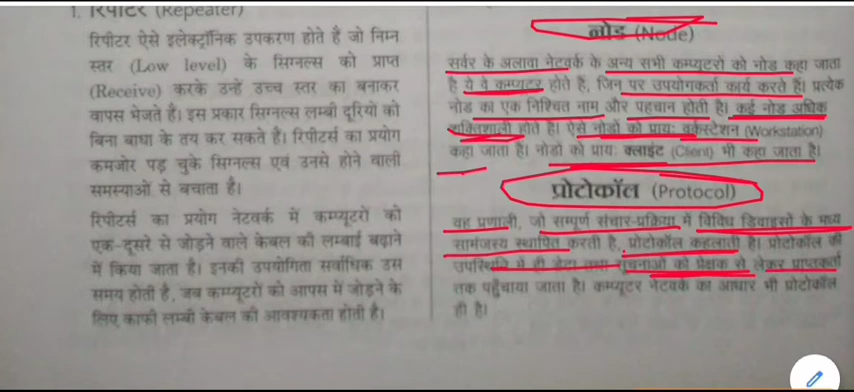 1. रिपीटर (Repeater)
रिपीटर ऐसे इलेक्ट्रॉनिक उपकरण होते हैं जो निम्न
स्तर (Low level) के सिग्नल्स को प्राप्त
(Receive) करके उन्हें उच्च स्तर का बनाकर
वापस भेजते हैं। इस प्रकार सिग्नल्स लम्बी दूरियों को
बिना बाधा के तय कर सकते हैं। रिपीटर्स का प्रयोग
कमजोर पड़ चुके सिग्नल्स एवं उनसे होने वाली
समस्याओं से बचाता है।
रिपीटर्स का प्रयोग नेटवर्क में कम्प्यूटरों को
एक-दूसरे से जोड़ने वाले केबल की लम्बाई बढ़ाने
में किया जाता है। इनकी उपयोगिता सर्वाधिक उस
समय होती है, जब कम्प्यूटरों को आपस में जोड़ने के
लिए काफी लम्बी केबल की आवश्यकता होती है।
नोड (Node)
सर्वर के अलावा नेटवर्क के अन्य सभी कम्प्यूटरों को नोड कहा जाता
है ये वे कम्प्यूटर होते हैं, जिन पर उपयोगकर्ता कार्य करते हैं। प्रत्येक
नोड का एक निश्चित नाम और पहचान होती है। कई नोड अधिक
शक्तिशाली होते हैं। ऐसे नोडों को प्रायः वर्कस्टेशन (Workstation)
कहा जाता है। नोडों को प्रायः क्लाइंट (Client) भी कहा जाता है।
प्रोटोकॉल (Protocol)
वह प्रणाली, जो सम्पूर्ण संचार-प्रक्रिया में विविध डिवाइसों के मध्य
सामंजस्य स्थापित करती है, प्रोटोकॉल कहलाती है। प्रोटोकॉल की
उपस्थिति में ही डेटा तथा सूचनाओं को प्रेक्षक से लेकर प्राप्तकर्ता
तक पहुँचाया जाता है। कम्प्यूटर नेटवर्क का आधार भी प्रोटोकॉल
ही है।